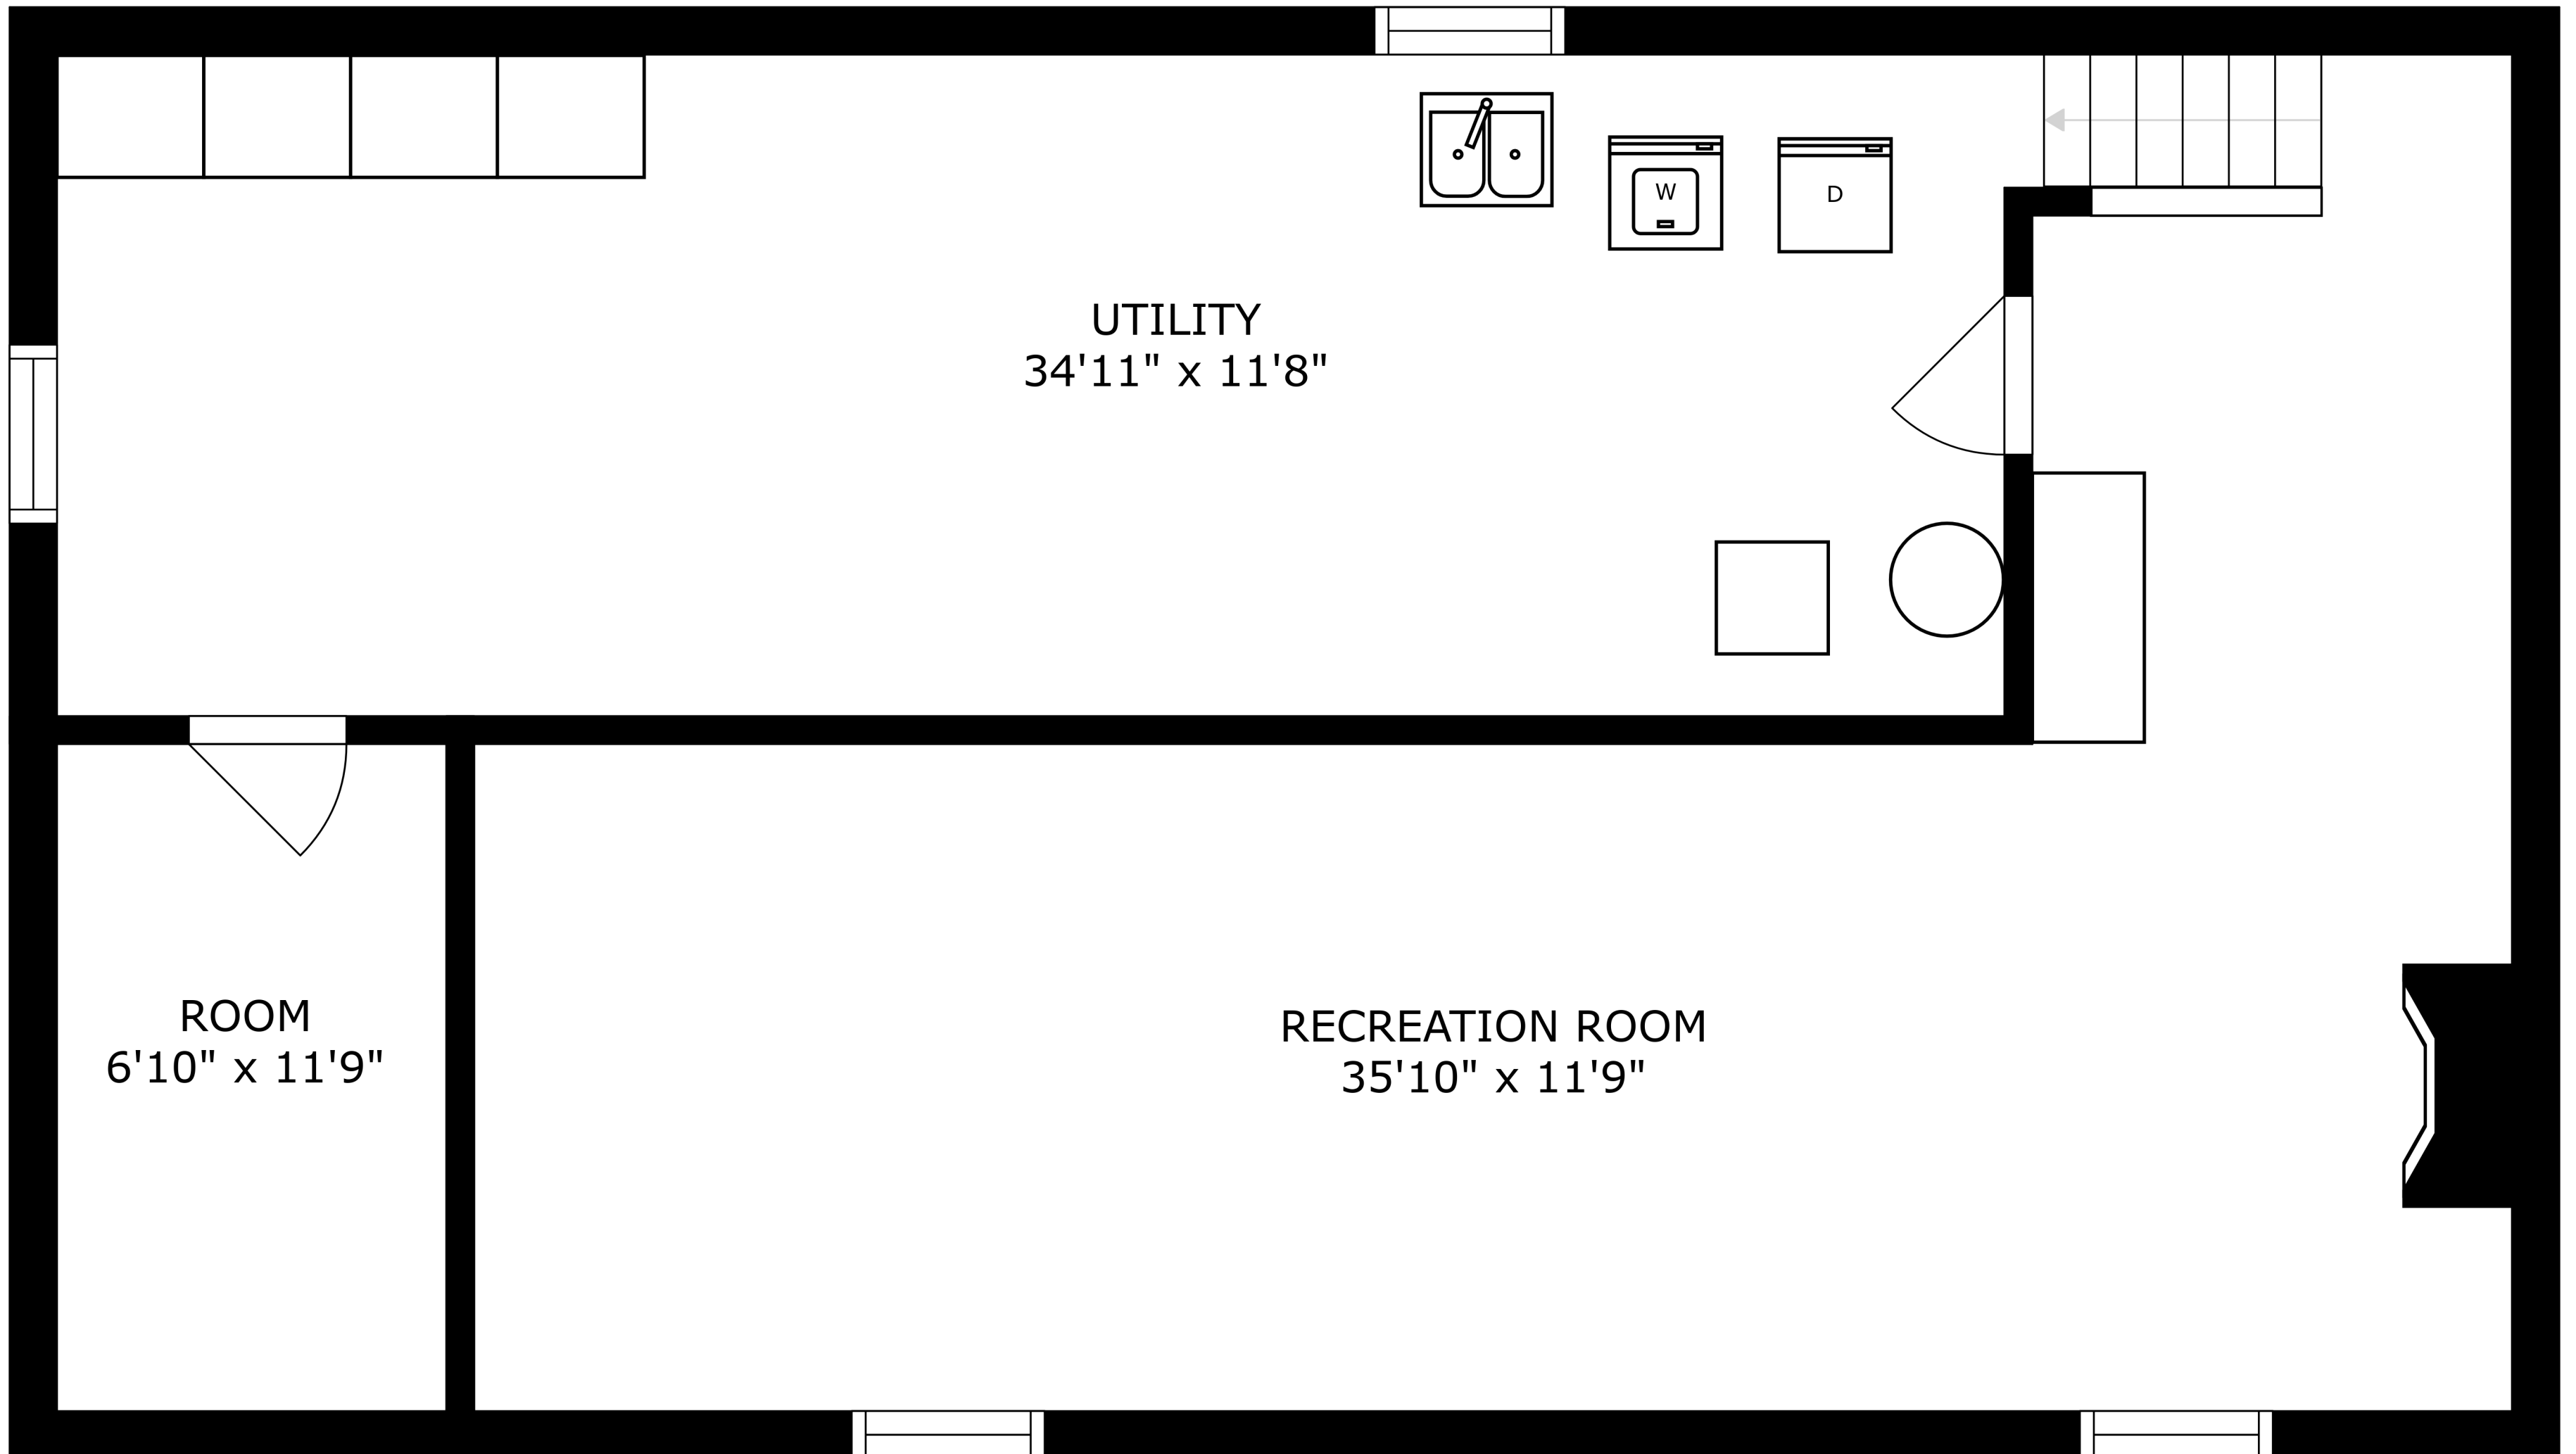 W
D
UTILITY
34'11" x 11'8"
ROOM
6'10" x 11'9"
RECREATION ROOM
35'10" x 11'9"